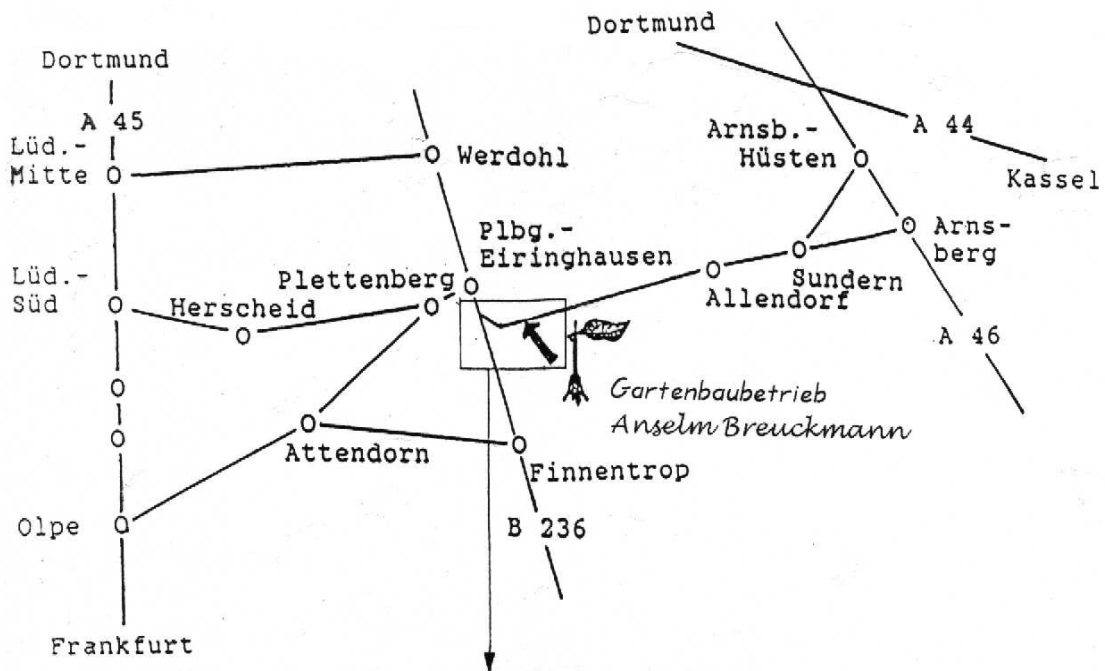 Dortmund
Dortmund
A 45
A 44
Lüd.-
Mitte
Werdohl
Arnsb.-
Hüsten
Kassel
Plbg.-
Eiringhausen
Arns-
berg
Lüd.-
Süd
Herscheid
Plettenberg
Sundern
Allendorf
A 46
Gartenbaubetrieb
Anselm Breuckmann
Attendorn
Finnentrop
Olpe
B 236
Frankfurt